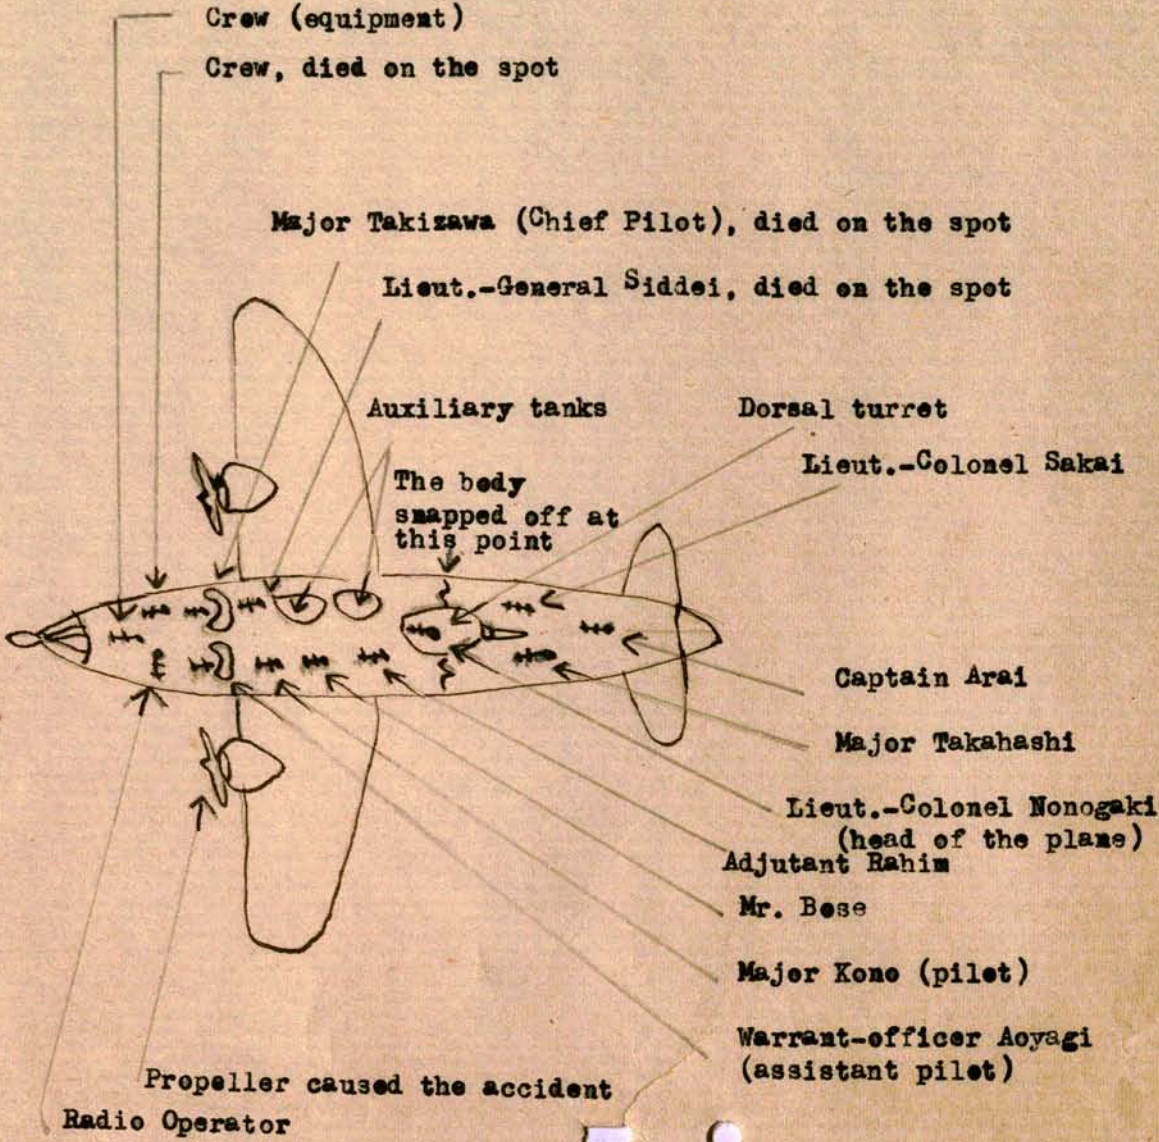 Crew (equipment)
Crew, died on the spot
Major Takizawa (Chief Pilot), died on the spot
Lieut.-General Siddei, died on the spot
Auxiliary tanks
Dorsal turret
Lieut.-Colonel Sakai
The body
snapped off at
this point
Captain Arai
Major Takahashi
Lieut.-Colonel Nonogaki
(head of the plane)
Adjutant Rahim
Mr. Bose
Major Kono (pilot)
Warrant-officer Aoyagi
(assistant pilot)
Propeller caused the accident
Radio Operator